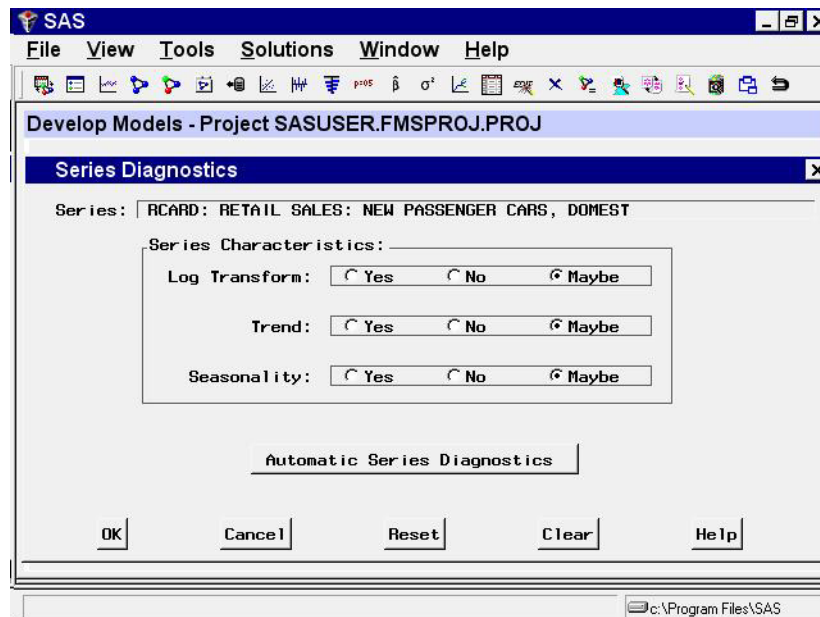 SAS
File View Tools Solutions Window Help
p>05 β̂ σ²
Develop Models - Project SASUSER.FMSPROJ.PROJ
Series Diagnostics
Series: RCARD: RETAIL SALES: NEW PASSENGER CARS, DOMEST
Series Characteristics:
Log Transform: Yes No Maybe
Trend: Yes No Maybe
Seasonality: Yes No Maybe
Automatic Series Diagnostics
OK Cancel Reset Clear Help
c:\Program Files\SAS